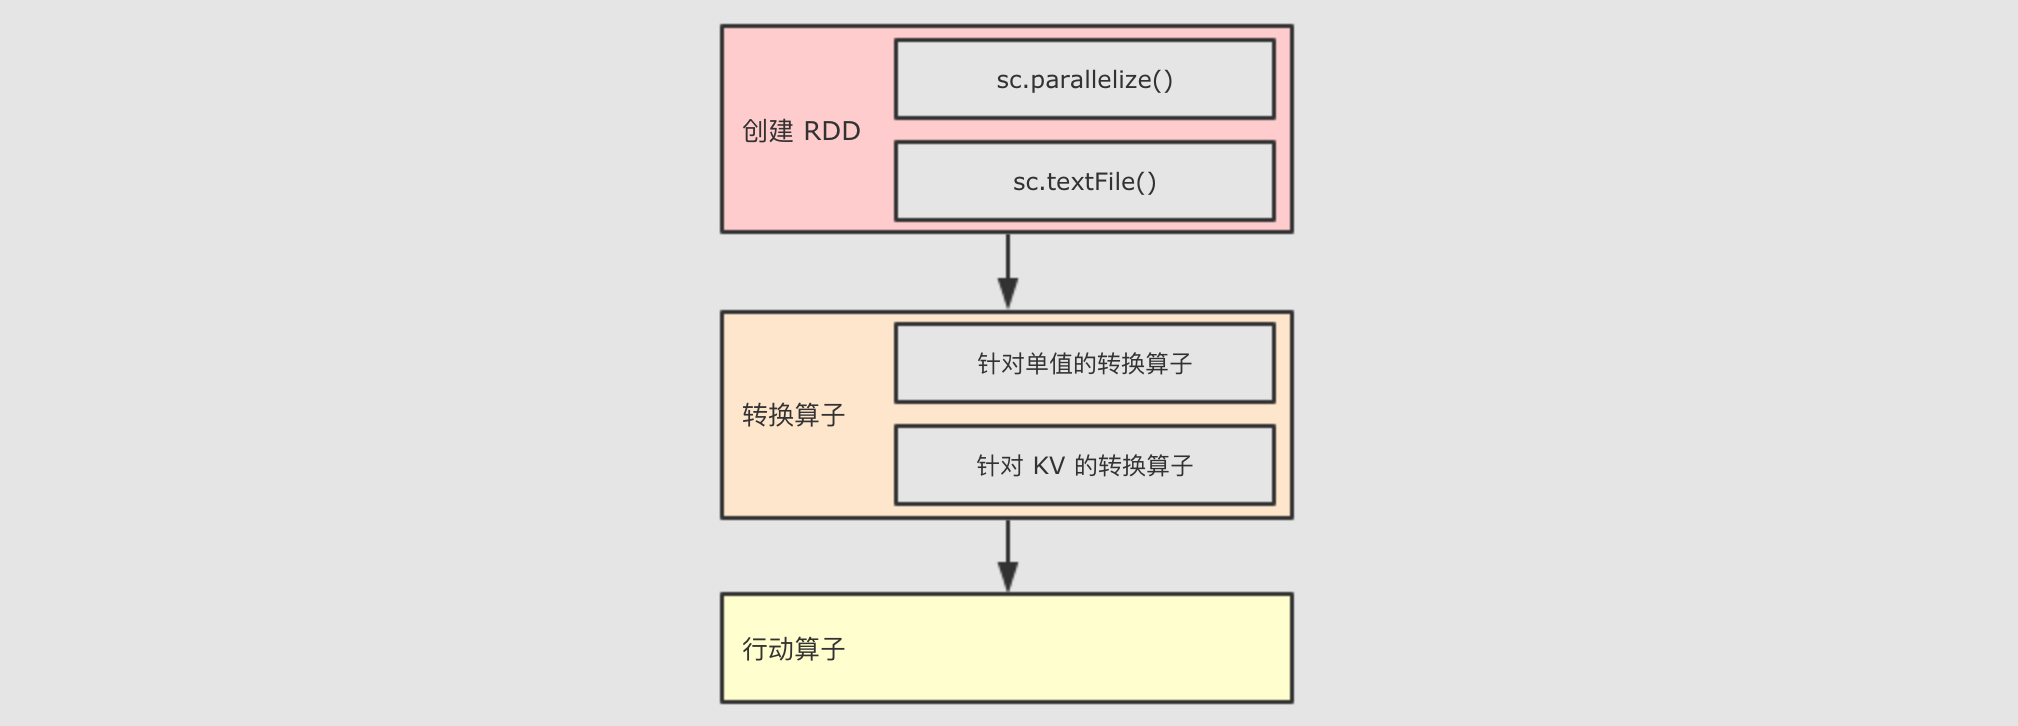 创建 RDD
sc.parallelize()
sc.textFile()
转换算子
针对单值的转换算子
针对 KV 的转换算子
行动算子